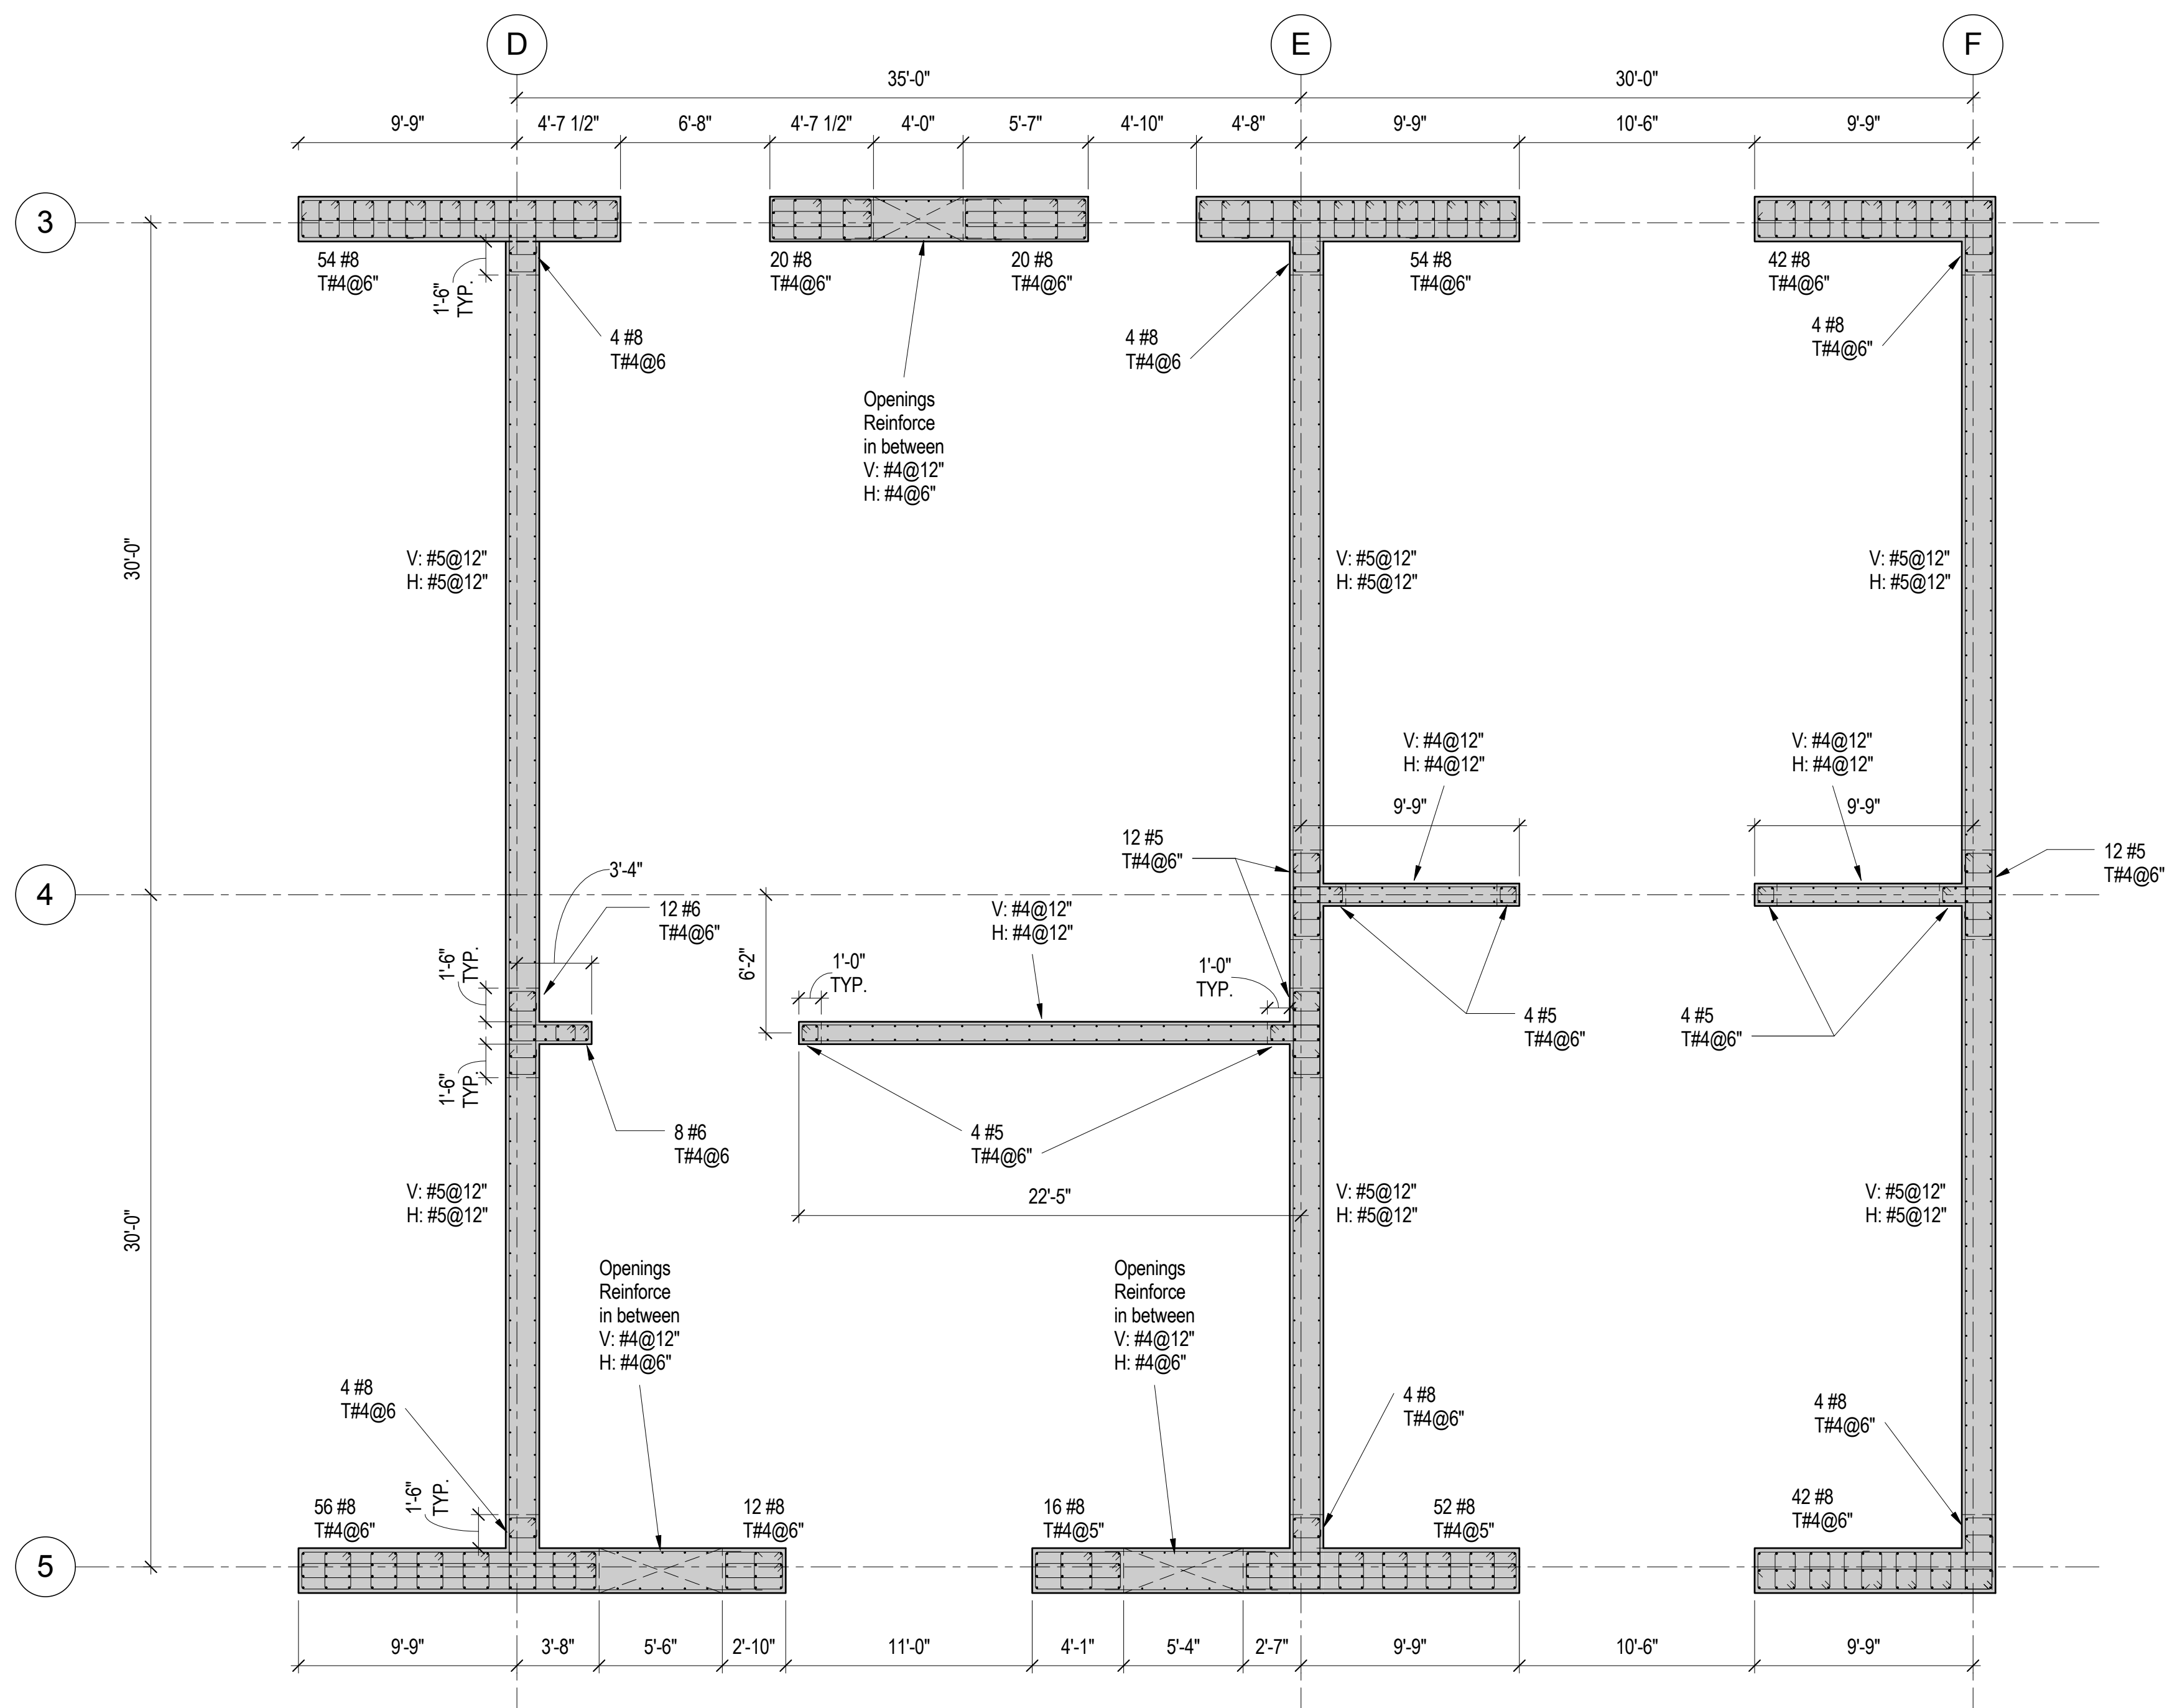 D
E
F
35'-0"
30'-0"
9'-9"
4'-7 1/2"
6'-8"
4'-7 1/2"
4'-0"
5'-7"
4'-10"
4'-8"
9'-9"
10'-6"
9'-9"
3
54 #8
T#4@6"
1'-6"
TYP.
20 #8
T#4@6"
20 #8
T#4@6"
54 #8
T#4@6"
42 #8
T#4@6"
4 #8
T#4@6
4 #8
T#4@6
4 #8
T#4@6"
Openings
Reinforce
in between
V: #4@12"
H: #4@6"
30'-0"
V: #5@12"
H: #5@12"
V: #5@12"
H: #5@12"
V: #5@12"
H: #5@12"
V: #4@12"
H: #4@12"
V: #4@12"
H: #4@12"
9'-9"
9'-9"
12 #5
T#4@6"
12 #5
T#4@6"
4
3'-4"
12 #6
T#4@6"
V: #4@12"
H: #4@12"
1'-6"
TYP.
6'-2"
1'-0"
TYP.
1'-0"
TYP.
4 #5
T#4@6"
4 #5
T#4@6"
1'-6"
TYP.
8 #6
T#4@6
4 #5
T#4@6"
22'-5"
30'-0"
V: #5@12"
H: #5@12"
V: #5@12"
H: #5@12"
V: #5@12"
H: #5@12"
Openings
Reinforce
in between
V: #4@12"
H: #4@6"
Openings
Reinforce
in between
V: #4@12"
H: #4@6"
4 #8
T#4@6
4 #8
T#4@6"
4 #8
T#4@6"
56 #8
T#4@6"
1'-6"
TYP.
12 #8
T#4@6"
16 #8
T#4@5"
52 #8
T#4@5"
42 #8
T#4@6"
5
9'-9"
3'-8"
5'-6"
2'-10"
11'-0"
4'-1"
5'-4"
2'-7"
9'-9"
10'-6"
9'-9"